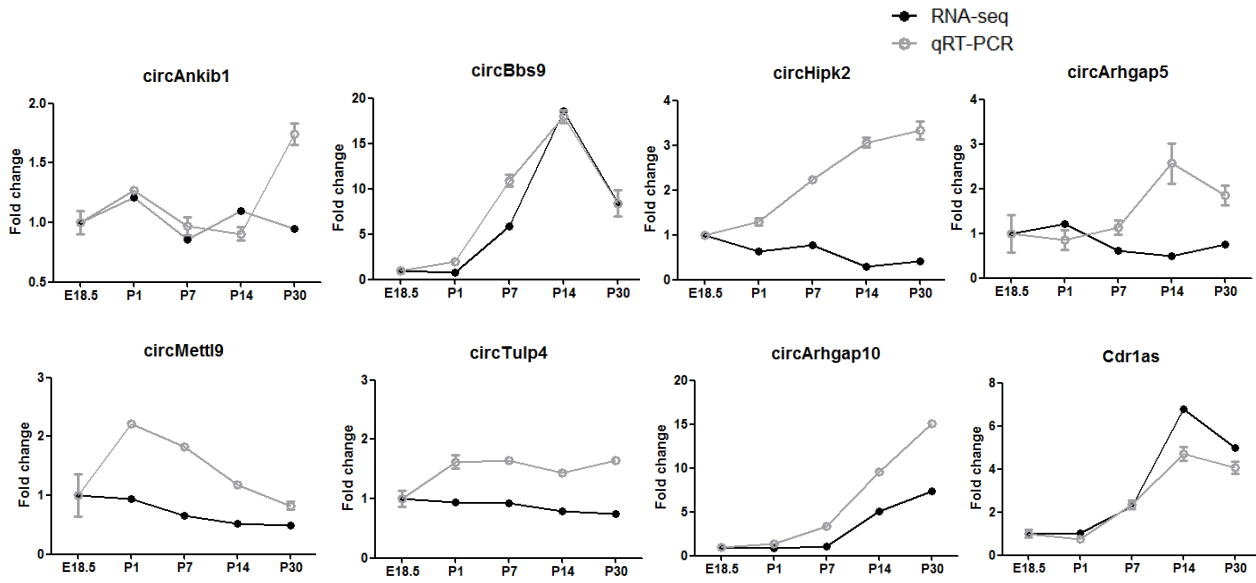 RNA-seq
qRT-PCR
circAnkib1
Fold change
2.0
1.5
1.0
0.5
E18.5 P1 P7 P14 P30
circBbs9
Fold change
20
15
10
5
0
E18.5 P1 P7 P14 P30
circHipk2
Fold change
4
3
2
1
0
E18.5 P1 P7 P14 P30
circArhgap5
Fold change
4
3
2
1
0
E18.5 P1 P7 P14 P30
circMettl9
Fold change
3
2
1
0
E18.5 P1 P7 P14 P30
circTulp4
Fold change
3
2
1
0
E18.5 P1 P7 P14 P30
circArhgap10
Fold change
20
15
10
5
0
E18.5 P1 P7 P14 P30
Cdr1as
Fold change
8
6
4
2
0
E18.5 P1 P7 P14 P30